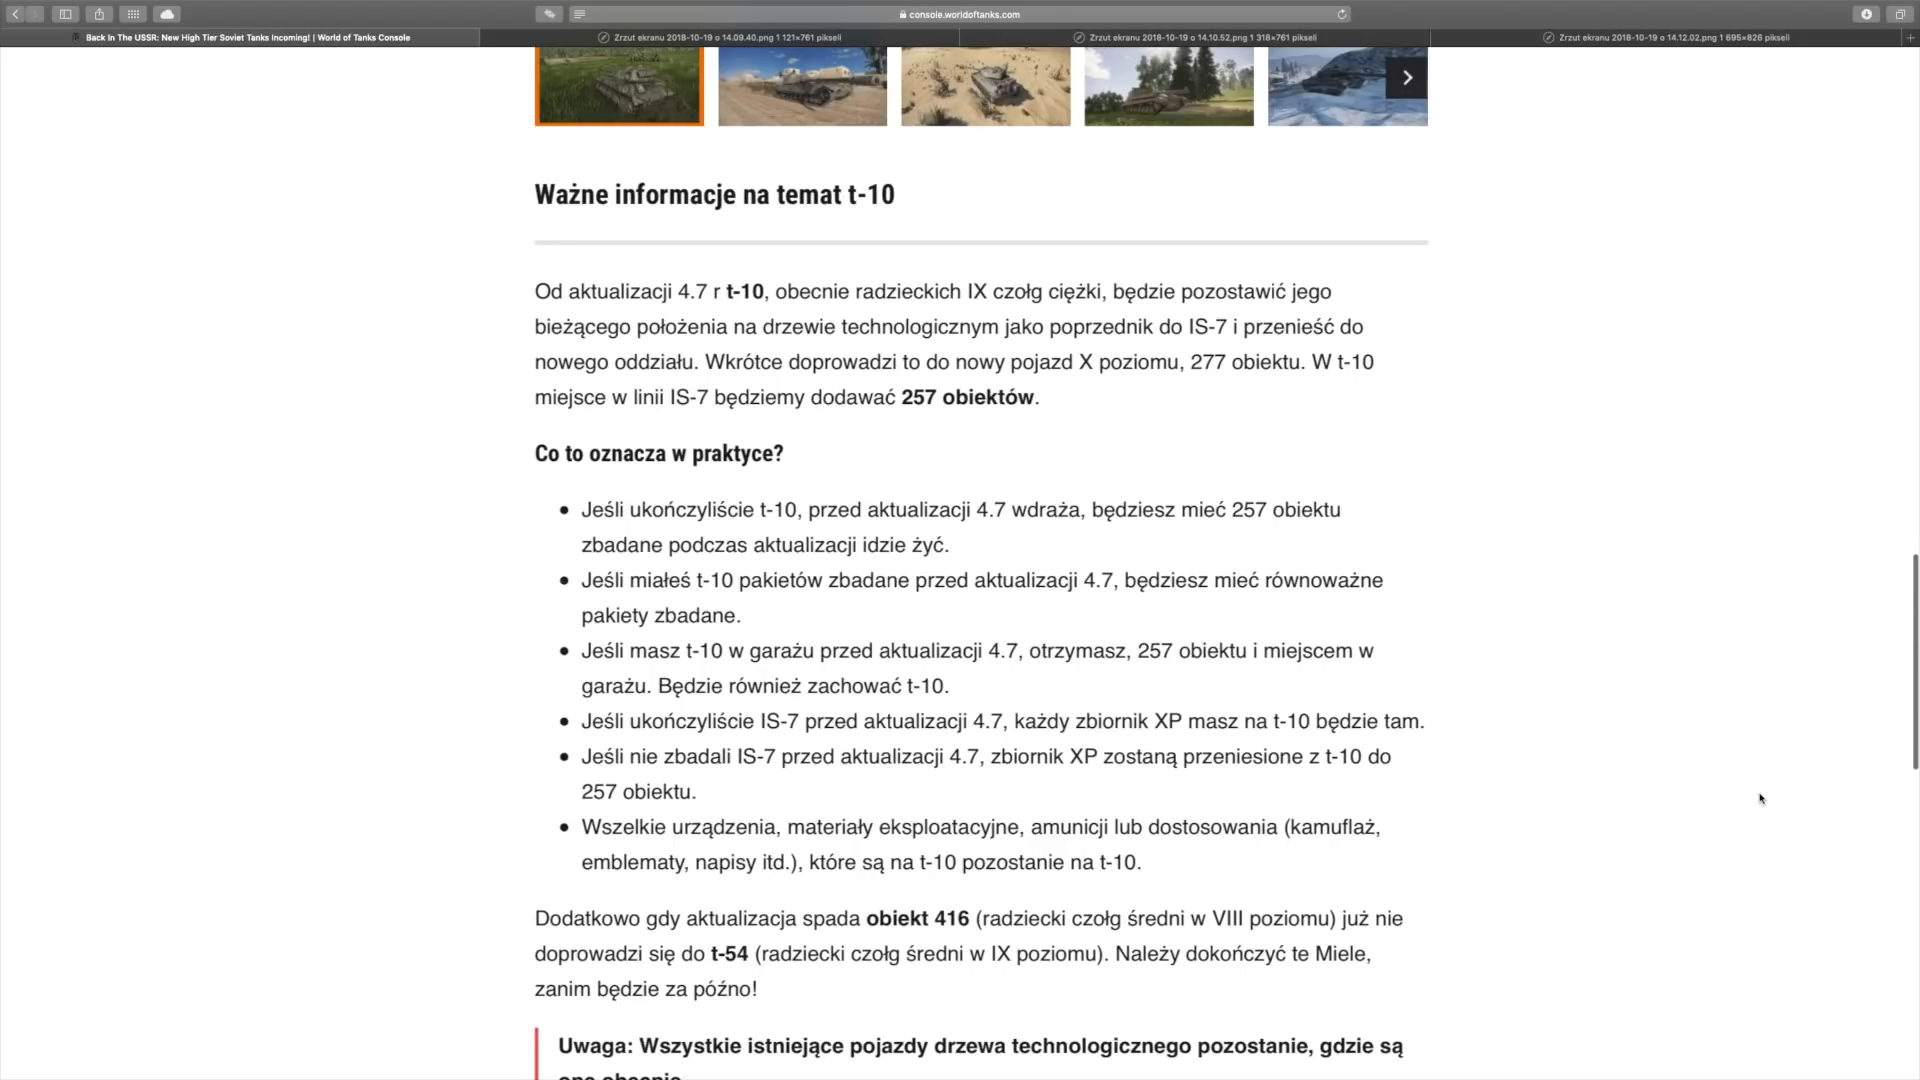 console.worldoftanks.com
Back In The USSR: New High Tier Soviet Tanks Incoming! | World of Tanks Console
Zrzut ekranu 2018-10-19 o 14.09.40.png 1 121×761 pikseli
Zrzut ekranu 2018-10-19 o 14.10.52.png 1 318×761 pikseli
Zrzut ekranu 2018-10-19 o 14.12.02.png 1 695×826 pikseli
Ważne informacje na temat t-10
Od aktualizacji 4.7 r t-10, obecnie radzieckich IX czołg ciężki, będzie pozostawić jego
bieżącego położenia na drzewie technologicznym jako poprzednik do IS-7 i przenieść do
nowego oddziału. Wkrótce doprowadzi to do nowy pojazd X poziomu, 277 obiektu. W t-10
miejsce w linii IS-7 będziemy dodawać 257 obiektów.
Co to oznacza w praktyce?
• Jeśli ukończyliście t-10, przed aktualizacji 4.7 wdraża, będziesz mieć 257 obiektu
zbadane podczas aktualizacji idzie żyć.
• Jeśli miałeś t-10 pakietów zbadane przed aktualizacji 4.7, będziesz mieć równoważne
pakiety zbadane.
• Jeśli masz t-10 w garażu przed aktualizacji 4.7, otrzymasz, 257 obiektu i miejscem w
garażu. Będzie również zachować t-10.
• Jeśli ukończyliście IS-7 przed aktualizacji 4.7, każdy zbiornik XP masz na t-10 będzie tam.
• Jeśli nie zbadali IS-7 przed aktualizacji 4.7, zbiornik XP zostaną przeniesione z t-10 do
257 obiektu.
• Wszelkie urządzenia, materiały eksploatacyjne, amunicji lub dostosowania (kamuflaż,
emblematy, napisy itd.), które są na t-10 pozostanie na t-10.
Dodatkowo gdy aktualizacja spada obiekt 416 (radziecki czołg średni w VIII poziomu) już nie
doprowadzi się do t-54 (radziecki czołg średni w IX poziomu). Należy dokończyć te Miele,
zanim będzie za późno!
Uwaga: Wszystkie istniejące pojazdy drzewa technologicznego pozostanie, gdzie są
one obecnie